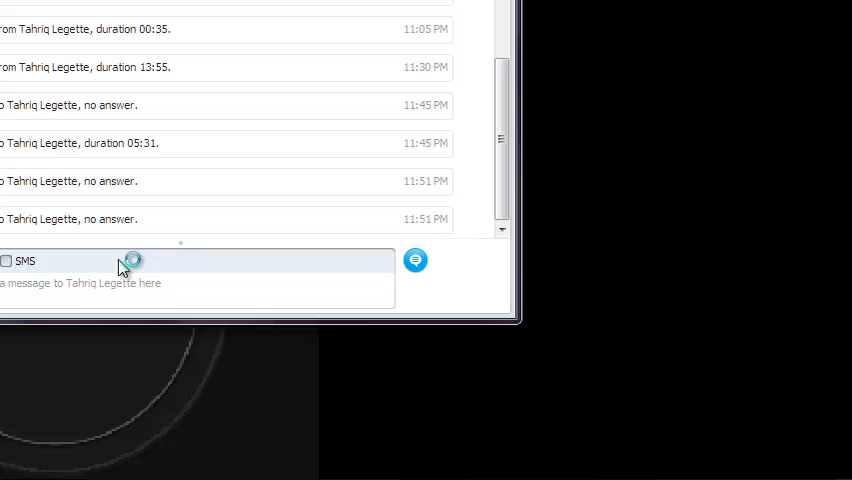 rom Tahriq Legette, duration 00:35. 11:05 PM
rom Tahriq Legette, duration 13:55. 11:30 PM
o Tahriq Legette, no answer. 11:45 PM
o Tahriq Legette, duration 05:31. 11:45 PM
o Tahriq Legette, no answer. 11:51 PM
o Tahriq Legette, no answer. 11:51 PM
SMS
a message to Tahriq Legette here